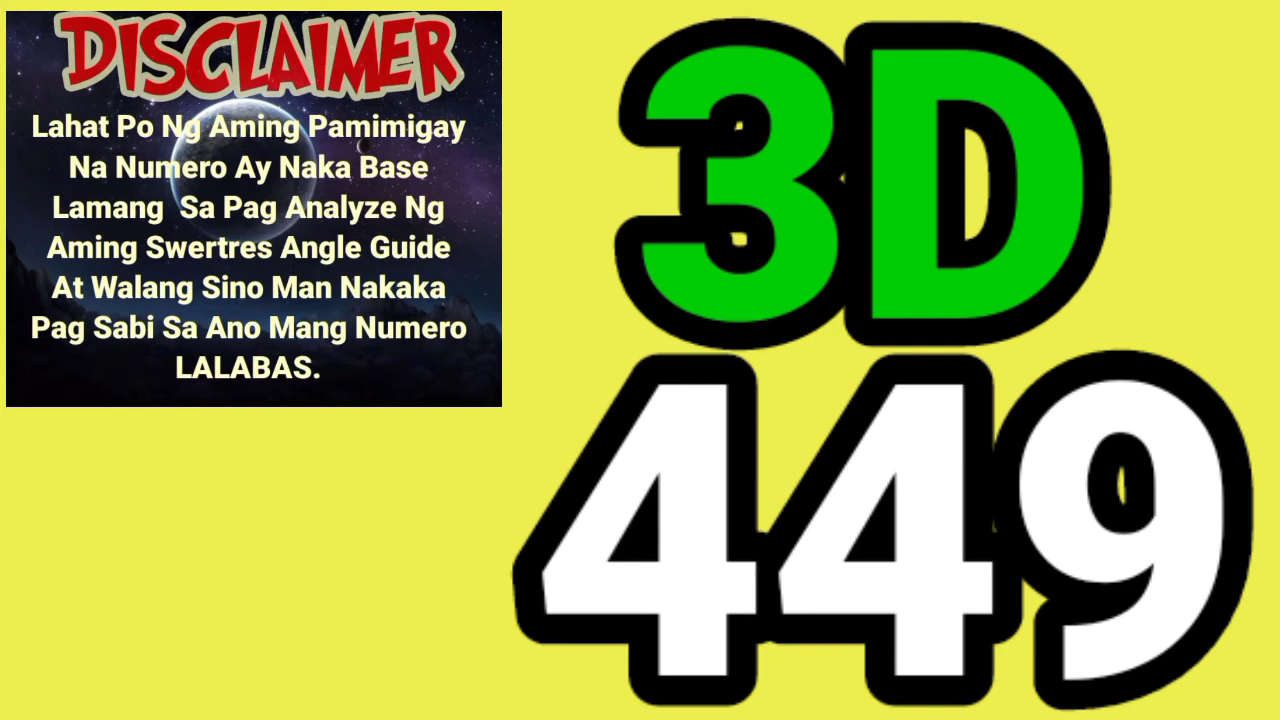 DISCLAIMER
Lahat Po Ng Aming Pamimigay
Na Numero Ay Naka Base
Lamang Sa Pag Analyze Ng
Aming Swertres Angle Guide
At Walang Sino Man Nakaka
Pag Sabi Sa Ano Mang Numero
LALABAS.
3D
449